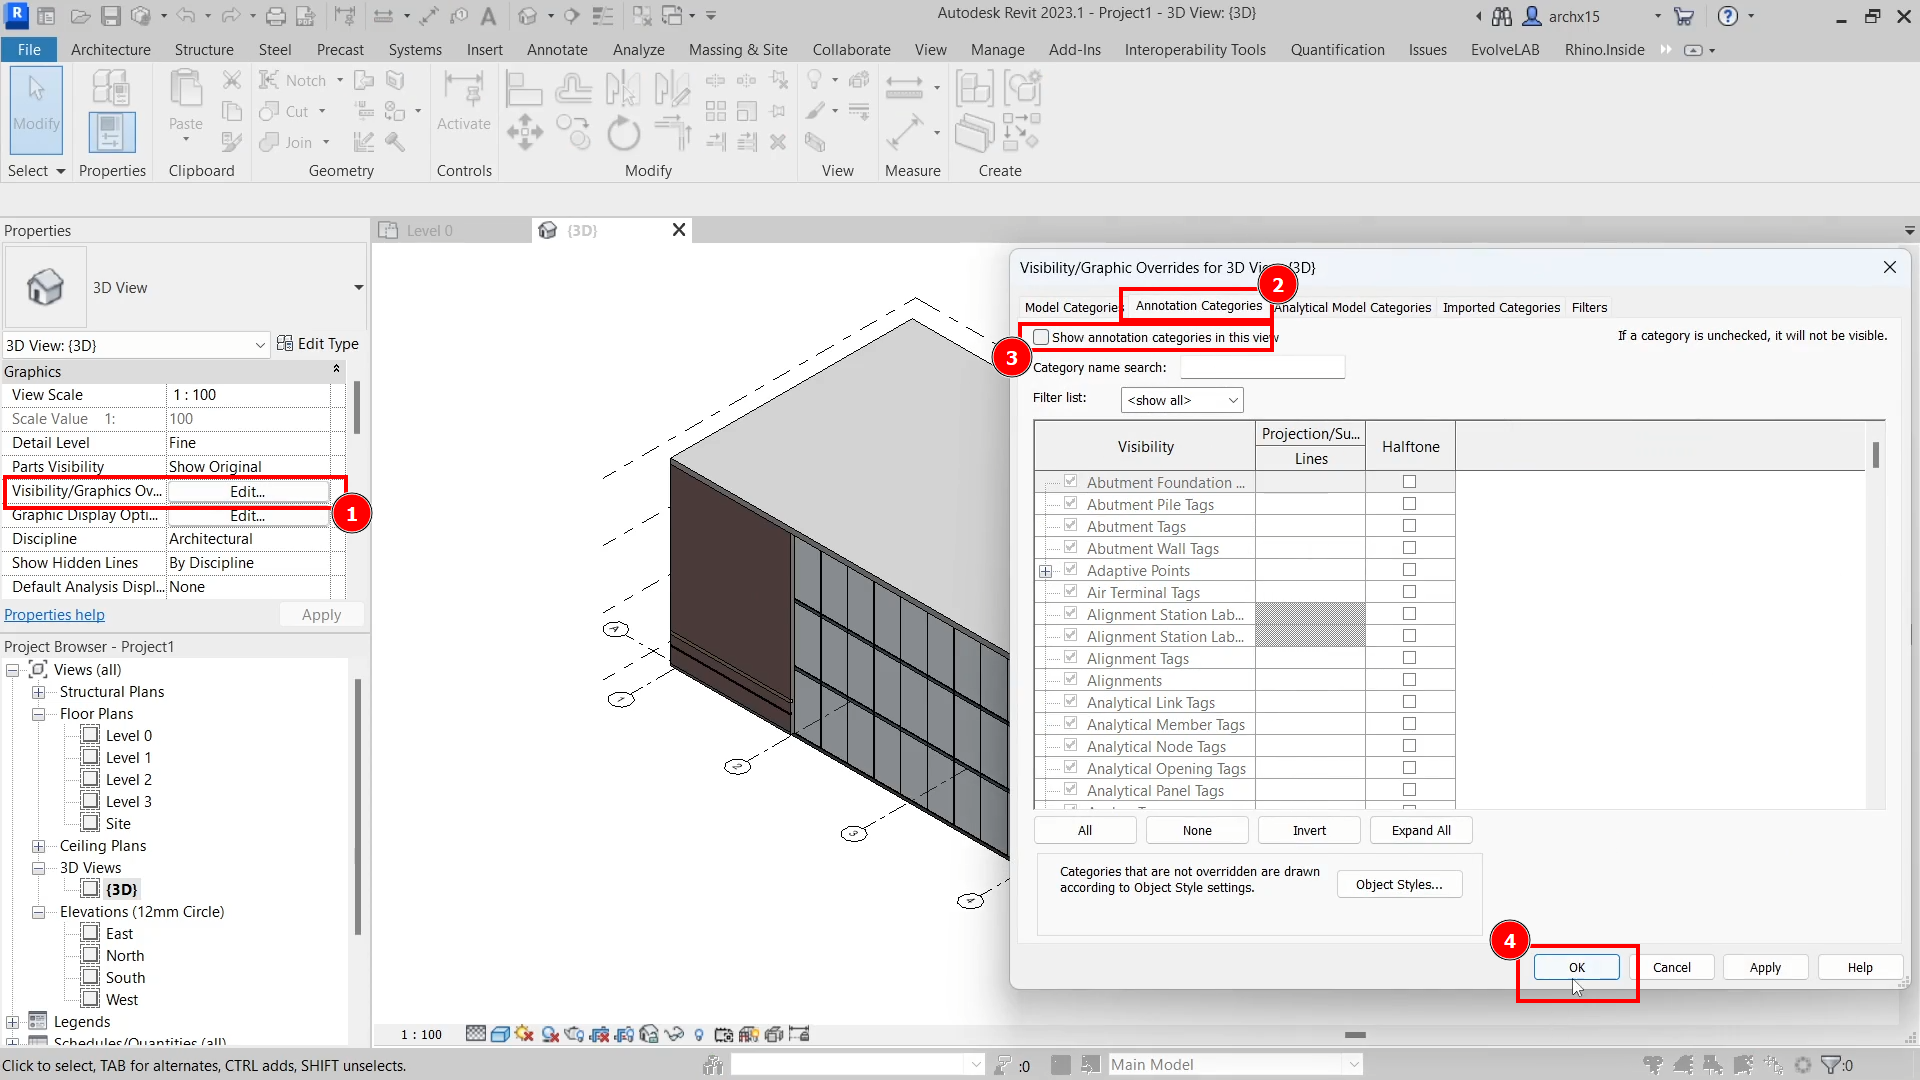 Autodesk Revit 2023.1 - Project1 - 3D View: {3D}
archx15
File
Architecture
Structure
Steel
Precast
Systems
Insert
Annotate
Analyze
Massing & Site
Collaborate
View
Manage
Add-Ins
Interoperability Tools
Quantification
Issues
EvolveLAB
Rhino.Inside
Modify
Paste
Notch
Cut
Join
Activate
Select
Properties
Clipboard
Geometry
Controls
Modify
View
Measure
Create
Properties
3D View
3D View: {3D}
Edit Type
Graphics
View Scale 1 : 100
Scale Value 1: 100
Detail Level Fine
Parts Visibility Show Original
Visibility/Graphics Ov... Edit...
1
Graphic Display Opti... Edit...
Discipline Architectural
Show Hidden Lines By Discipline
Default Analysis Displ... None
Properties help
Apply
Project Browser - Project1
Views (all)
Structural Plans
Floor Plans
Level 0
Level 1
Level 2
Level 3
Site
Ceiling Plans
3D Views
{3D}
Elevations (12mm Circle)
East
North
South
West
Legends
Schedules/Quantities (all)
Level 0
{3D}
A
1
2
3
4
1 : 100
Visibility/Graphic Overrides for 3D View: {3D}
2
Model Categories
Annotation Categories
Analytical Model Categories
Imported Categories
Filters
3
Show annotation categories in this view
If a category is unchecked, it will not be visible.
Category name search:
Filter list:
<show all>
Visibility
Projection/Su...
Lines
Halftone
Abutment Foundation ...
Abutment Pile Tags
Abutment Tags
Abutment Wall Tags
Adaptive Points
Air Terminal Tags
Alignment Station Lab...
Alignment Station Lab...
Alignment Tags
Alignments
Analytical Link Tags
Analytical Member Tags
Analytical Node Tags
Analytical Opening Tags
Analytical Panel Tags
All
None
Invert
Expand All
Categories that are not overridden are drawn
according to Object Style settings.
Object Styles...
4
OK
Cancel
Apply
Help
Click to select, TAB for alternates, CTRL adds, SHIFT unselects.
:0
Main Model
:0